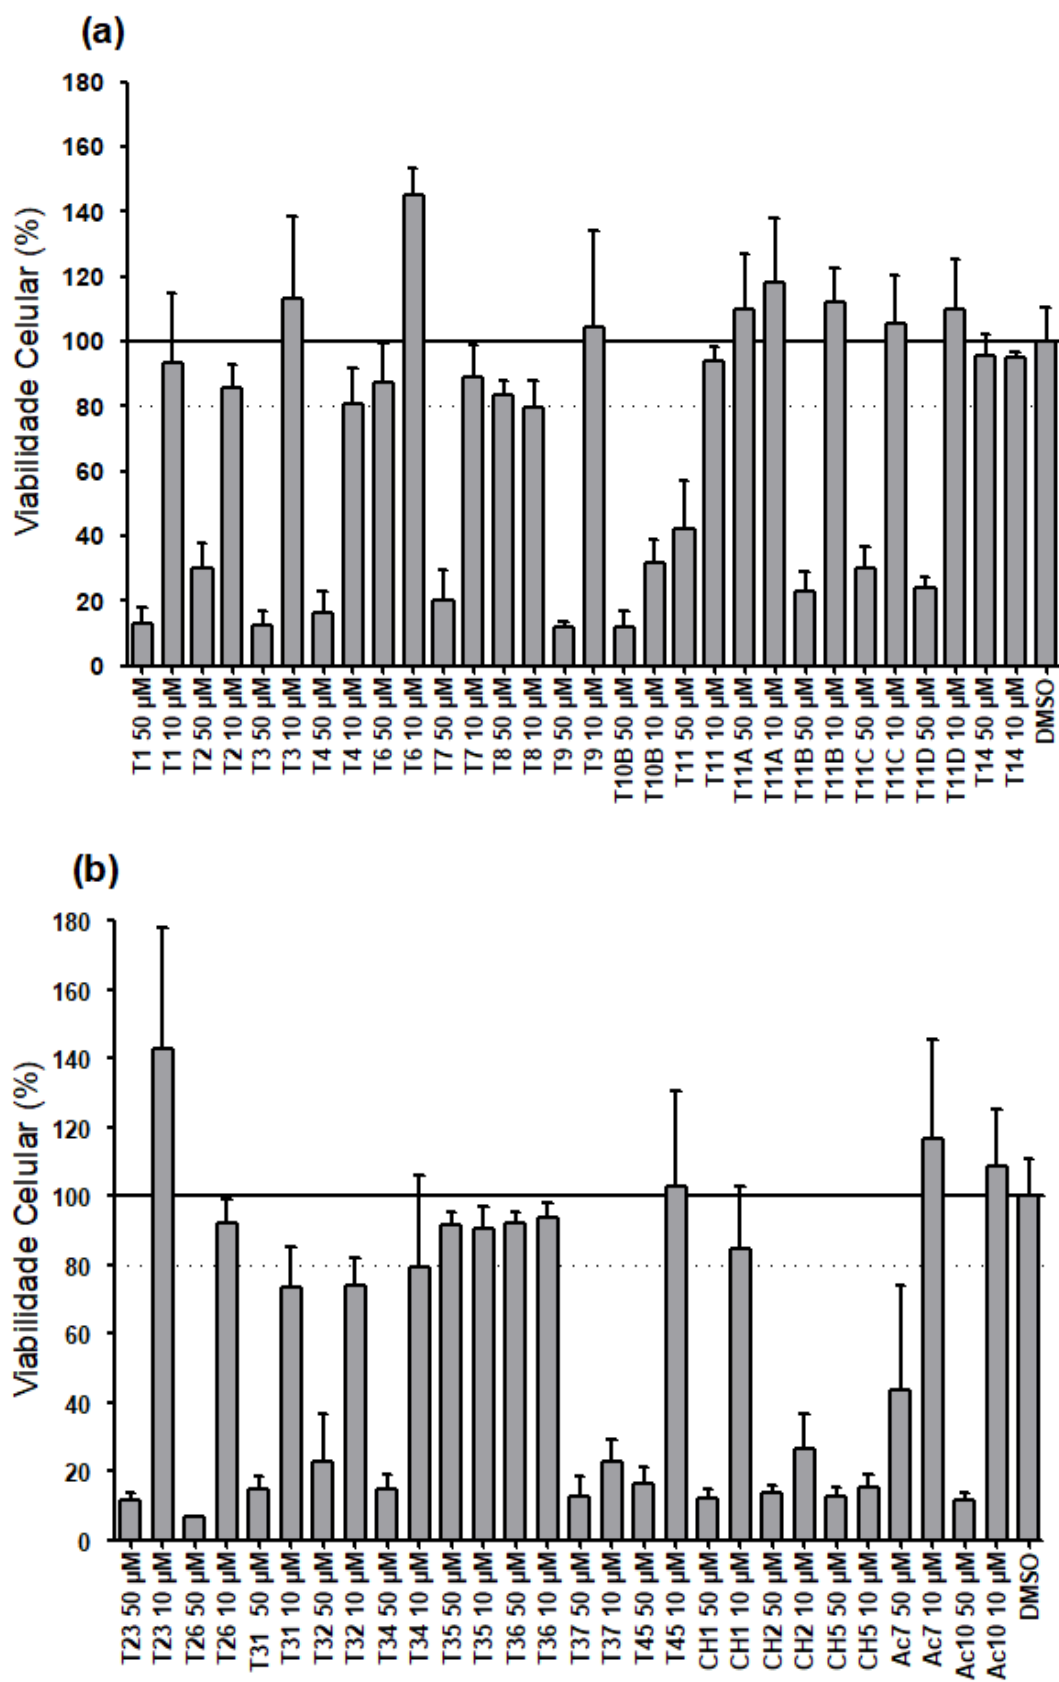 (a)
180
160
140
120
100
80
60
40
20
0
Viabilidade Celular (%)
T1 50 µM
T1 10 µM
T2 50 µM
T2 10 µM
T3 50 µM
T3 10 µM
T4 50 µM
T4 10 µM
T6 50 µM
T6 10 µM
T7 50 µM
T7 10 µM
T8 50 µM
T8 10 µM
T9 50 µM
T9 10 µM
T10B 50 µM
T10B 10 µM
T11 50 µM
T11 10 µM
T11A 50 µM
T11A 10 µM
T11B 50 µM
T11B 10 µM
T11C 50 µM
T11C 10 µM
T11D 50 µM
T11D 10 µM
T14 50 µM
T14 10 µM
DMSO
(b)
180
160
140
120
100
80
60
40
20
0
Viabilidade Celular (%)
T23 50 µM
T23 10 µM
T26 50 µM
T26 10 µM
T31 50 µM
T31 10 µM
T32 50 µM
T32 10 µM
T34 50 µM
T34 10 µM
T35 50 µM
T35 10 µM
T36 50 µM
T36 10 µM
T37 50 µM
T37 10 µM
T45 50 µM
T45 10 µM
CH1 50 µM
CH1 10 µM
CH2 50 µM
CH2 10 µM
CH5 50 µM
CH5 10 µM
Ac7 50 µM
Ac7 10 µM
Ac10 50 µM
Ac10 10 µM
DMSO